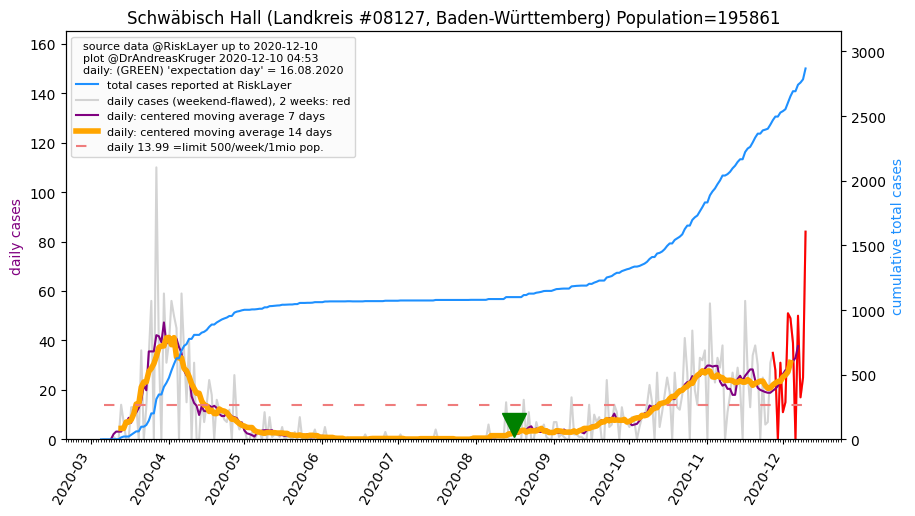 Schwäbisch Hall (Landkreis #08127, Baden-Württemberg) Population=195861
source data @RiskLayer up to 2020-12-10
plot @DrAndreasKruger 2020-12-10 04:53
daily: (GREEN) 'expectation day' = 16.08.2020
total cases reported at RiskLayer
daily cases (weekend-flawed), 2 weeks: red
daily: centered moving average 7 days
daily: centered moving average 14 days
daily 13.99 =limit 500/week/1mio pop.
160
140
120
100
80
60
40
20
0
daily cases
3000
2500
2000
1500
1000
500
0
cumulative total cases
2020-03
2020-04
2020-05
2020-06
2020-07
2020-08
2020-09
2020-10
2020-11
2020-12